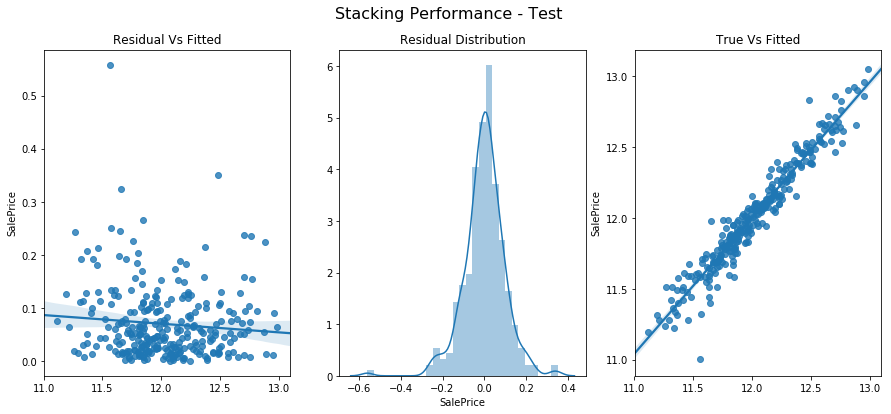 Stacking Performance - Test
Residual Vs Fitted
Residual Distribution
True Vs Fitted
SalePrice
0.5
0.4
0.3
0.2
0.1
0.0
11.0 11.5 12.0 12.5 13.0
6
5
4
3
2
1
0
−0.6 −0.4 −0.2 0.0 0.2 0.4
SalePrice
SalePrice
13.0
12.5
12.0
11.5
11.0
11.0 11.5 12.0 12.5 13.0